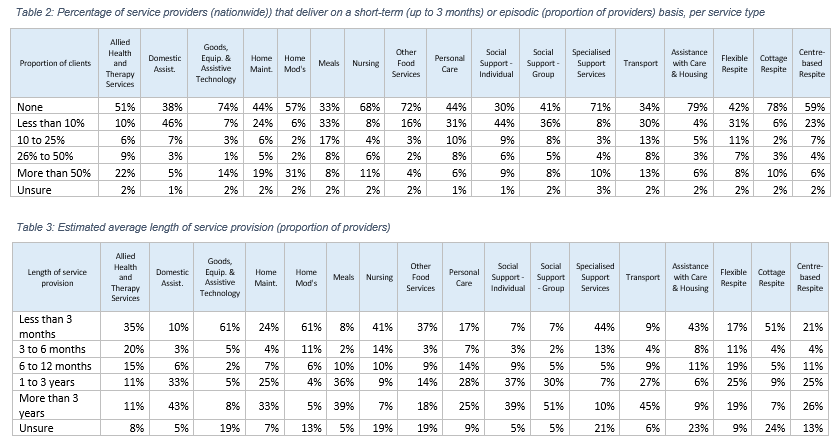 Table 2: Percentage of service providers (nationwide)) that deliver on a short-term (up to 3 months) or episodic (proportion of providers) basis, per service type
Proportion of clients Allied Health and Therapy Services Domestic Assist. Goods, Equip. & Assistive Technology Home Maint. Home Mod's Meals Nursing Other Food Services Personal Care Social Support - Individual Social Support - Group Specialised Support Services Transport Assistance with Care & Housing Flexible Respite Cottage Respite Centre-based Respite
None 51% 38% 74% 44% 57% 33% 68% 72% 44% 30% 41% 71% 34% 79% 42% 78% 59%
Less than 10% 10% 46% 7% 24% 6% 33% 8% 16% 31% 44% 36% 8% 30% 4% 31% 6% 23%
10 to 25% 6% 7% 3% 6% 2% 17% 4% 3% 10% 9% 8% 3% 13% 5% 11% 2% 7%
26% to 50% 9% 3% 1% 5% 2% 8% 6% 2% 8% 6% 5% 4% 8% 3% 7% 3% 4%
More than 50% 22% 5% 14% 19% 31% 8% 11% 4% 6% 9% 8% 10% 13% 6% 8% 10% 6%
Unsure 2% 1% 2% 2% 2% 2% 2% 2% 1% 1% 2% 3% 2% 2% 2% 2% 2%
Table 3: Estimated average length of service provision (proportion of providers)
Length of service provision Allied Health and Therapy Services Domestic Assist. Goods, Equip. & Assistive Technology Home Maint. Home Mod's Meals Nursing Other Food Services Personal Care Social Support - Individual Social Support - Group Specialised Support Services Transport Assistance with Care & Housing Flexible Respite Cottage Respite Centre-based Respite
Less than 3 months 35% 10% 61% 24% 61% 8% 41% 37% 17% 7% 7% 44% 9% 43% 17% 51% 21%
3 to 6 months 20% 3% 5% 4% 11% 2% 14% 3% 7% 3% 2% 13% 4% 8% 11% 4% 4%
6 to 12 months 15% 6% 2% 7% 6% 10% 10% 9% 14% 9% 5% 5% 9% 11% 19% 5% 11%
1 to 3 years 11% 33% 5% 25% 4% 36% 9% 14% 28% 37% 30% 7% 27% 6% 25% 9% 25%
More than 3 years 11% 43% 8% 33% 5% 39% 7% 18% 25% 39% 51% 10% 45% 9% 19% 7% 26%
Unsure 8% 5% 19% 7% 13% 5% 19% 19% 9% 5% 5% 21% 6% 23% 9% 24% 13%